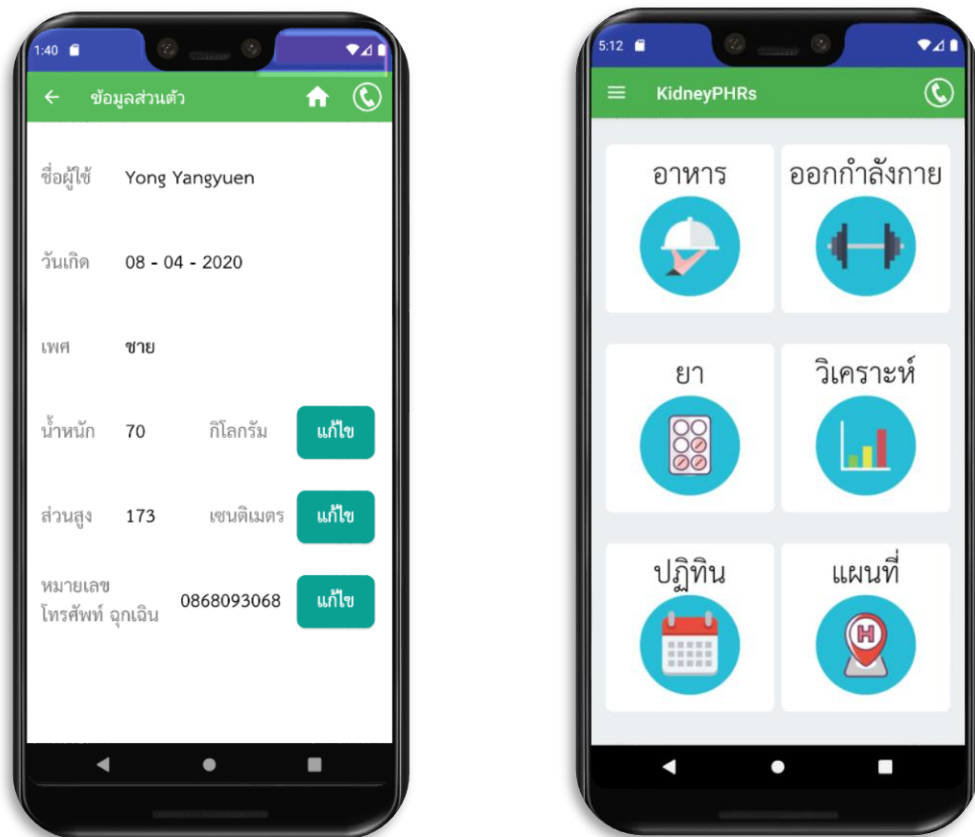 1:40
ข้อมูลส่วนตัว
ชื่อผู้ใช้ Yong Yangyuen
วันเกิด 08 - 04 - 2020
เพศ ชาย
น้ำหนัก 70 กิโลกรัม แก้ไข
ส่วนสูง 173 เซนติเมตร แก้ไข
หมายเลข
โทรศัพท์ ฉุกเฉิน 0868093068 แก้ไข
5:12
KidneyPHRs
อาหาร ออกกำลังกาย
ยา วิเคราะห์
ปฏิทิน แผนที่
H